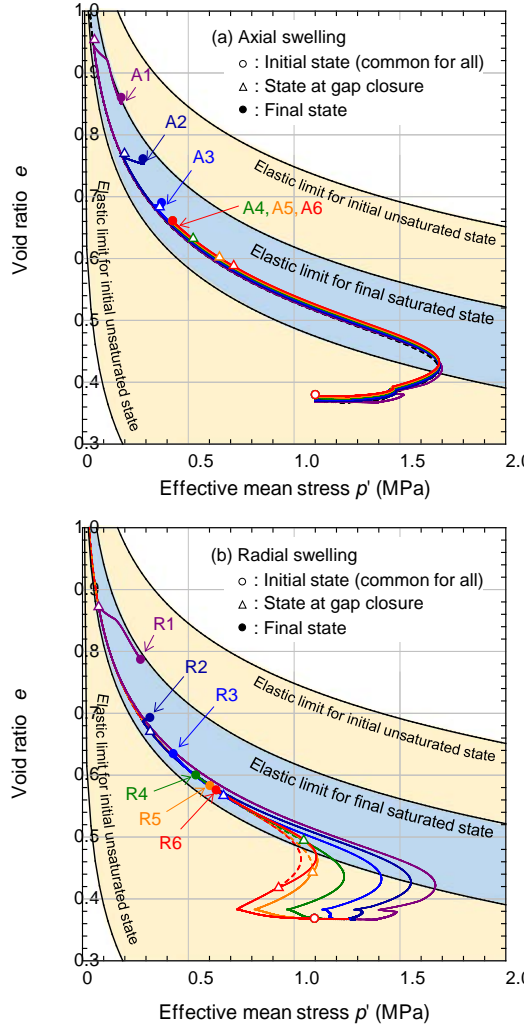 1.0
(a) Axial swelling
○ : Initial state (common for all)
△ : State at gap closure
● : Final state
A1
0.9
A2
0.8
A3
0.7
A4, A5, A6
0.6
0.5
0.4
0.3
Elastic limit for initial unsaturated state
Elastic limit for final saturated state
Elastic limit for initial
unsaturated state
Void ratio e
0
0.5
1.0
1.5
2.0
Effective mean stress p' (MPa)
1.0
(b) Radial swelling
○ : Initial state (common for all)
△ : State at gap closure
● : Final state
0.9
R1
0.8
R2
R3
0.7
R4
0.6
R5
R6
0.5
0.4
0.3
Elastic limit for initial unsaturated state
Elastic limit for final saturated state
Elastic limit for initial
unsaturated state
Void ratio e
0
0.5
1.0
1.5
2.0
Effective mean stress p' (MPa)